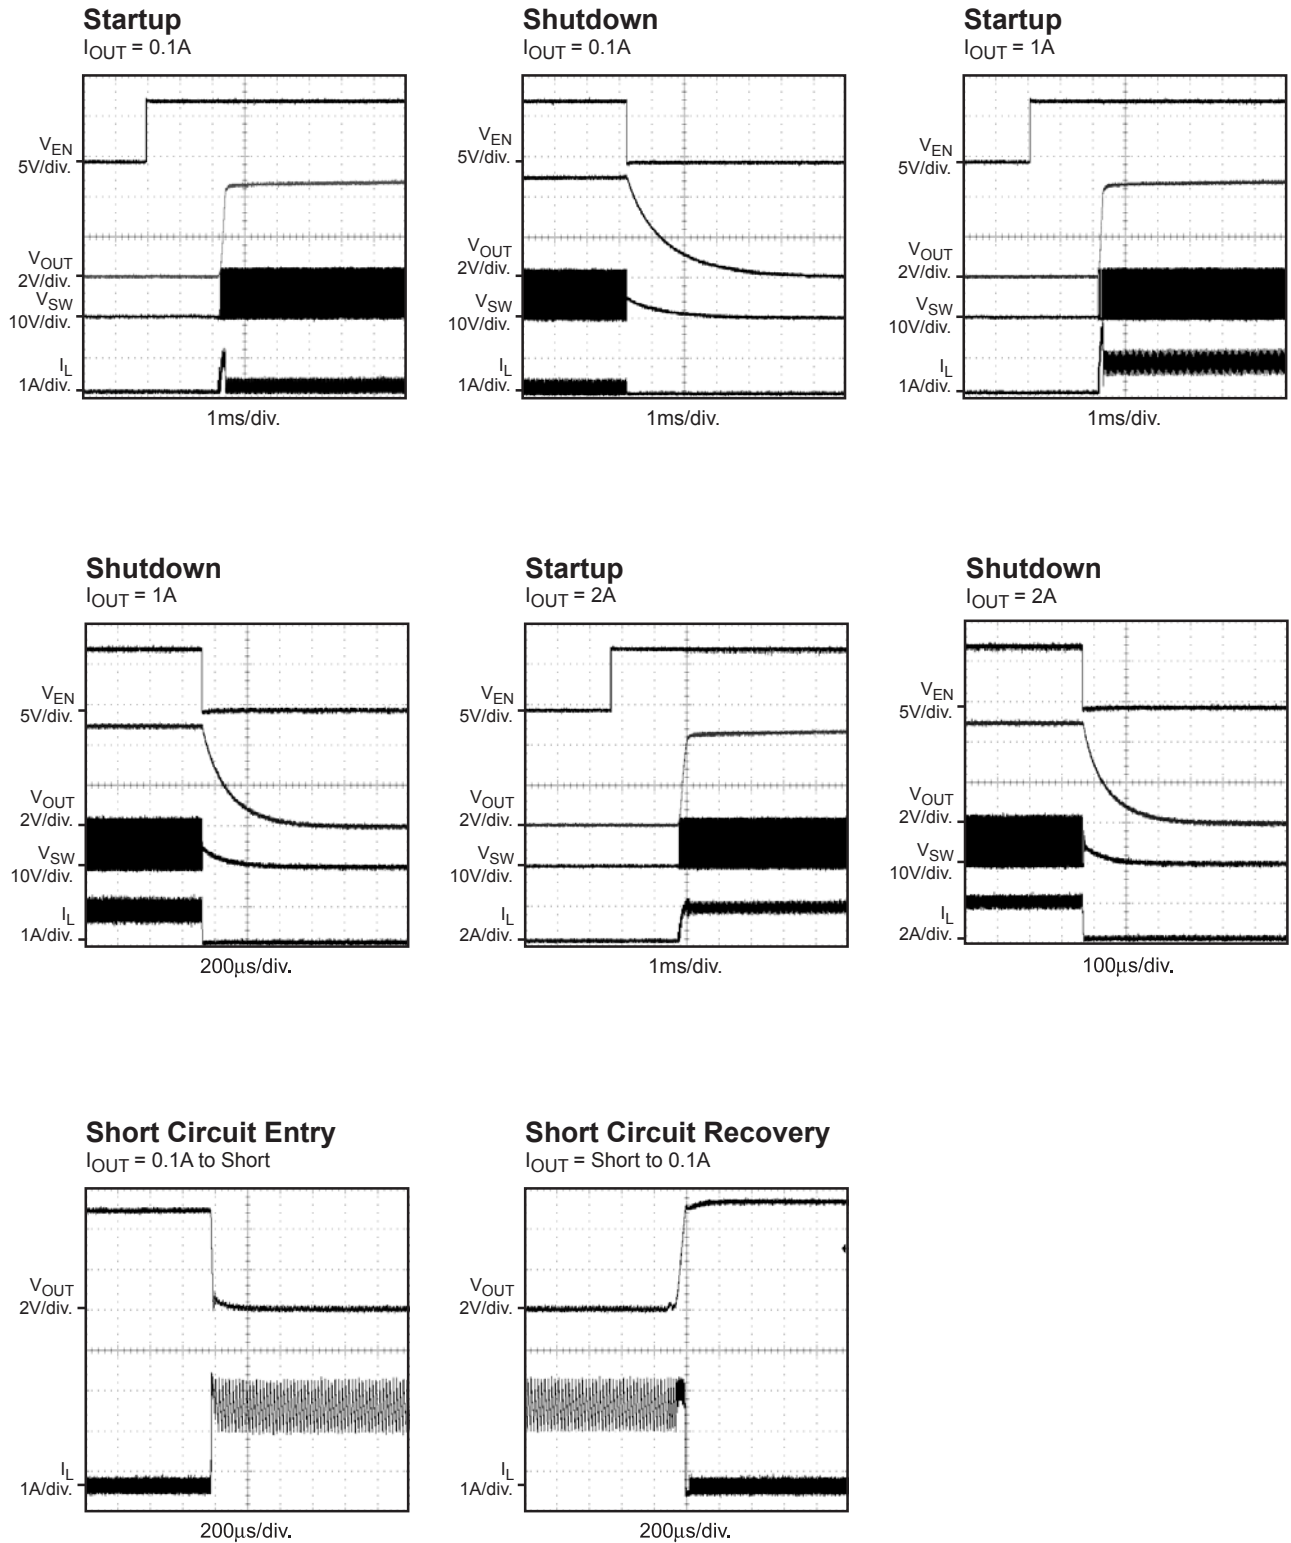 Startup
IOUT = 0.1A
VEN
5V/div.
VOUT
2V/div.
VSW
10V/div.
IL
1A/div.
1ms/div.
Shutdown
IOUT = 0.1A
VEN
5V/div.
VOUT
2V/div.
VSW
10V/div.
IL
1A/div.
1ms/div.
Startup
IOUT = 1A
VEN
5V/div.
VOUT
2V/div.
VSW
10V/div.
IL
1A/div.
1ms/div.
Shutdown
IOUT = 1A
VEN
5V/div.
VOUT
2V/div.
VSW
10V/div.
IL
1A/div.
200µs/div.
Startup
IOUT = 2A
VEN
5V/div.
VOUT
2V/div.
VSW
10V/div.
IL
2A/div.
1ms/div.
Shutdown
IOUT = 2A
VEN
5V/div.
VOUT
2V/div.
VSW
10V/div.
IL
2A/div.
100µs/div.
Short Circuit Entry
IOUT = 0.1A to Short
VOUT
2V/div.
IL
1A/div.
200µs/div.
Short Circuit Recovery
IOUT = Short to 0.1A
VOUT
2V/div.
IL
1A/div.
200µs/div.